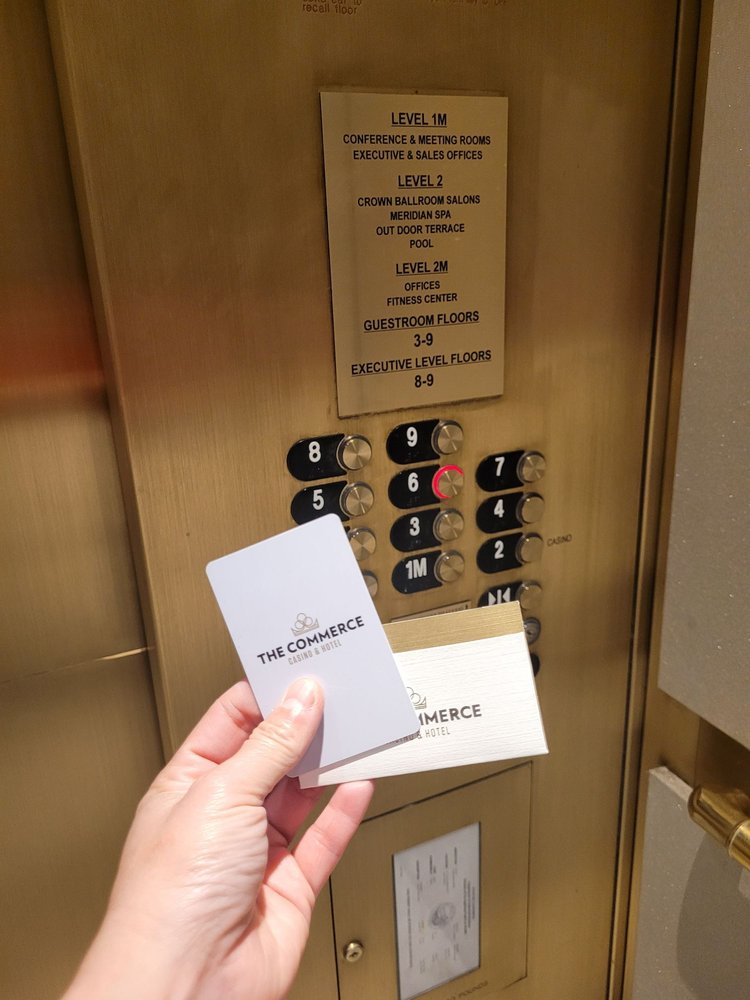 recall floor
LEVEL 1M
CONFERENCE & MEETING ROOMS
EXECUTIVE & SALES OFFICES
LEVEL 2
CROWN BALLROOM SALONS
MERIDIAN SPA
OUT DOOR TERRACE
POOL
LEVEL 2M
OFFICES
FITNESS CENTER
GUESTROOM FLOORS
3-9
EXECUTIVE LEVEL FLOORS
8-9
8
9
7
5
6
4
3
2
CASINO
1M
THE COMMERCE
CASINO & HOTEL
MMERCE
& HOTEL
POUNDS